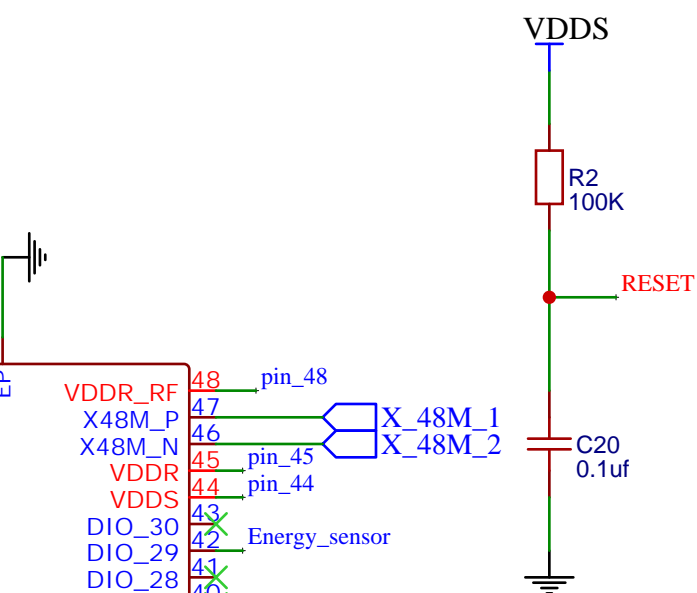 VDDS
R2
100K
RESET
EP
VDDR_RF 48 pin_48
X48M_P 47 X_48M_1
X48M_N 46 X_48M_2
VDDR 45 pin_45
VDDS 44 pin_44
DIO_30 43
DIO_29 42 Energy_sensor
DIO_28 41
40
C20
0.1uf